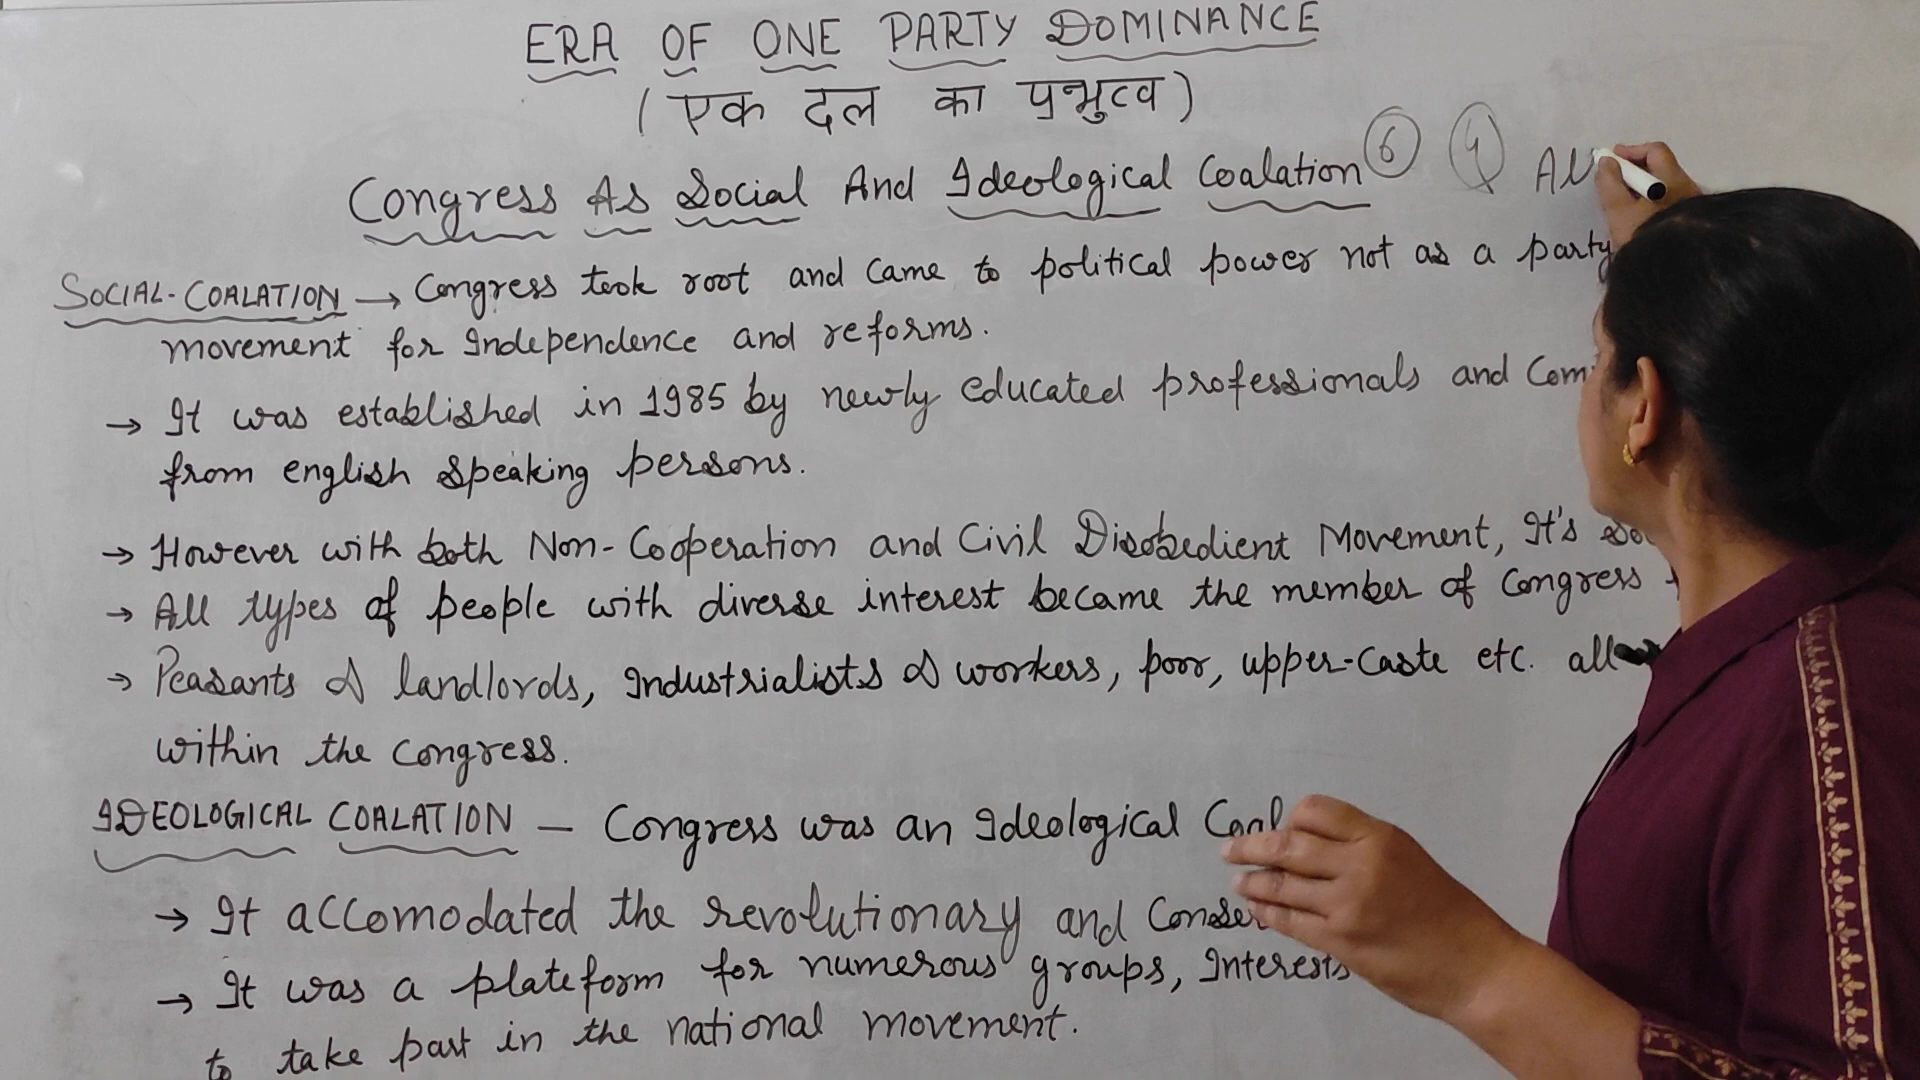 ERA OF ONE PARTY DOMINANCE
(एक दल का प्रभुत्व)
Congress As Social And Ideological Coalation ⑥ ④ All
SOCIAL-COALATION → Congress took root and came to political power not as a party
movement for Independence and reforms.
→ It was established in 1985 by newly educated professionals and Com
from english speaking persons.
→ However with both Non-Cooperation and Civil Disobedient Movement, It's so
→ All types of people with diverse interest became the member of Congress
→ Peasants & landlords, Industrialists & workers, poor, upper-caste etc. all
within the Congress.
IDEOLOGICAL COALATION — Congress was an Ideological Coal
→ It accomodated the revolutionary and Conse
→ It was a plateform for numerous groups, Interests
to take part in the national movement.